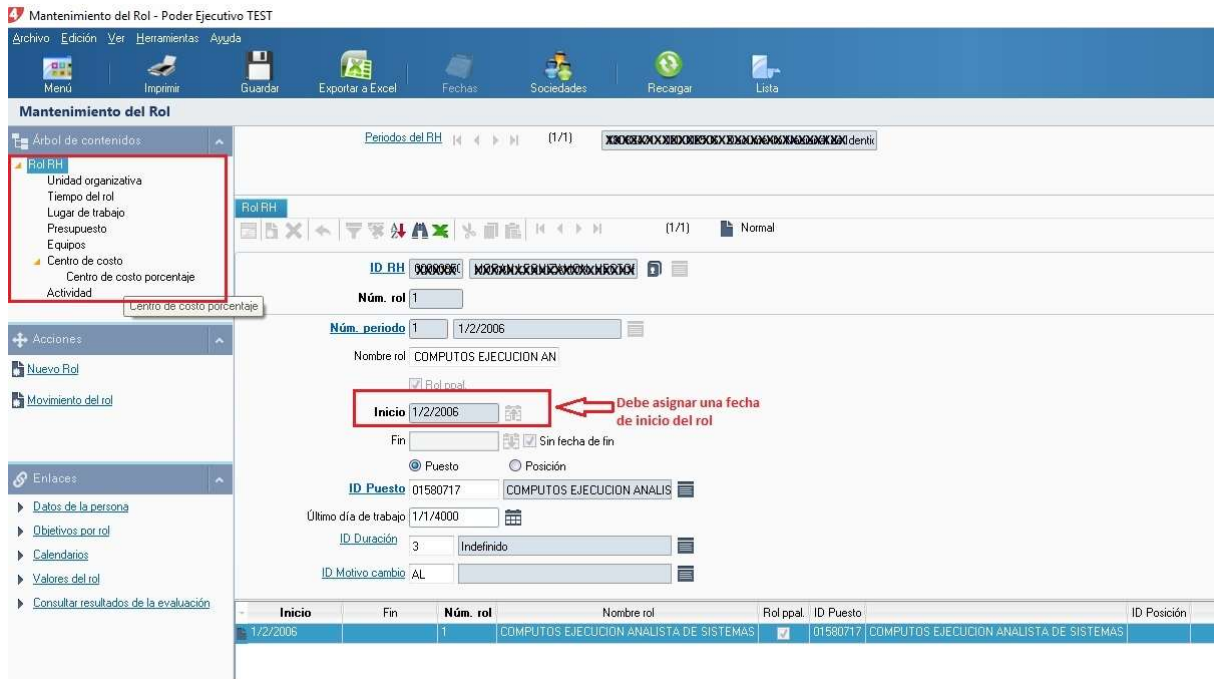 Mantenimiento del Rol - Poder Ejecutivo TEST
Archivo Edición Ver Herramientas Ayuda
Menú Imprimir Guardar Exportar a Excel Fechas Sociedades Recargar Lista
Mantenimiento del Rol
Árbol de contenidos
Rol RH
Unidad organizativa
Tiempo del rol
Lugar de trabajo
Presupuesto
Equipos
Centro de costo
Centro de costo porcentaje
Actividad
Centro de costo porcentaje
Acciones
Nuevo Rol
Movimiento del rol
Enlaces
Datos de la persona
Objetivos por rol
Calendarios
Valores del rol
Consultar resultados de la evaluación
Periodos del RH (1/1)
Rol RH
(1/1) Normal
ID RH
Núm. rol 1
Núm. periodo 1 1/2/2006
Nombre rol COMPUTOS EJECUCION AN
Rol ppal.
Inicio 1/2/2006
Debe asignar una fecha
de inicio del rol
Fin Sin fecha de fin
Puesto Posición
ID Puesto 01580717 COMPUTOS EJECUCION ANALIS
Último día de trabajo 1/1/4000
ID Duración 3 Indefinido
ID Motivo cambio AL
Inicio Fin Núm. rol Nombre rol Rol ppal. ID Puesto ID Posición
1/2/2006 1 COMPUTOS EJECUCION ANALISTA DE SISTEMAS 01580717 COMPUTOS EJECUCION ANALISTA DE SISTEMAS